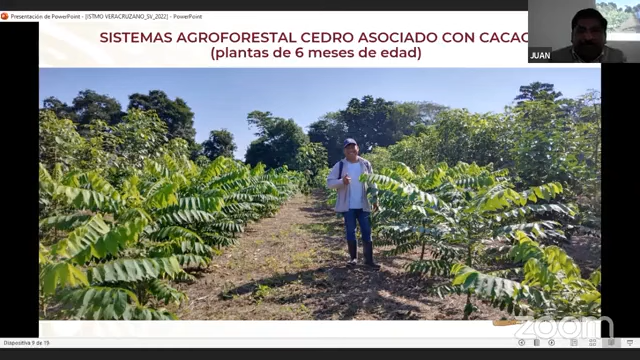 Presentación de PowerPoint - [ISTMO VERACRUZANO_SV_2022] - PowerPoint
SISTEMAS AGROFORESTAL CEDRO ASOCIADO CON CACAO
(plantas de 6 meses de edad)
JUAN
zoom
Diapositiva 9 de 19